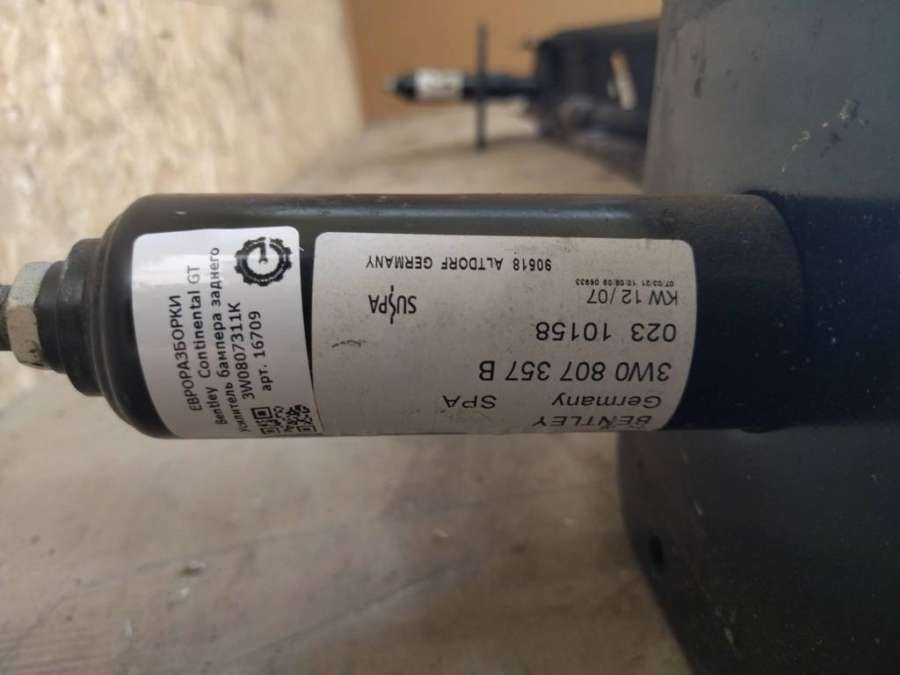 ЕВРОРАЗБОРКИ
Bentley Continental GT
Усилитель бампера заднего
3W0807311K
арт. 16709
BENTLEY
Germany SPA
3W0 807 357 B
023 10158
KW 12/07
SUSPA
90618 ALTDORF GERMANY